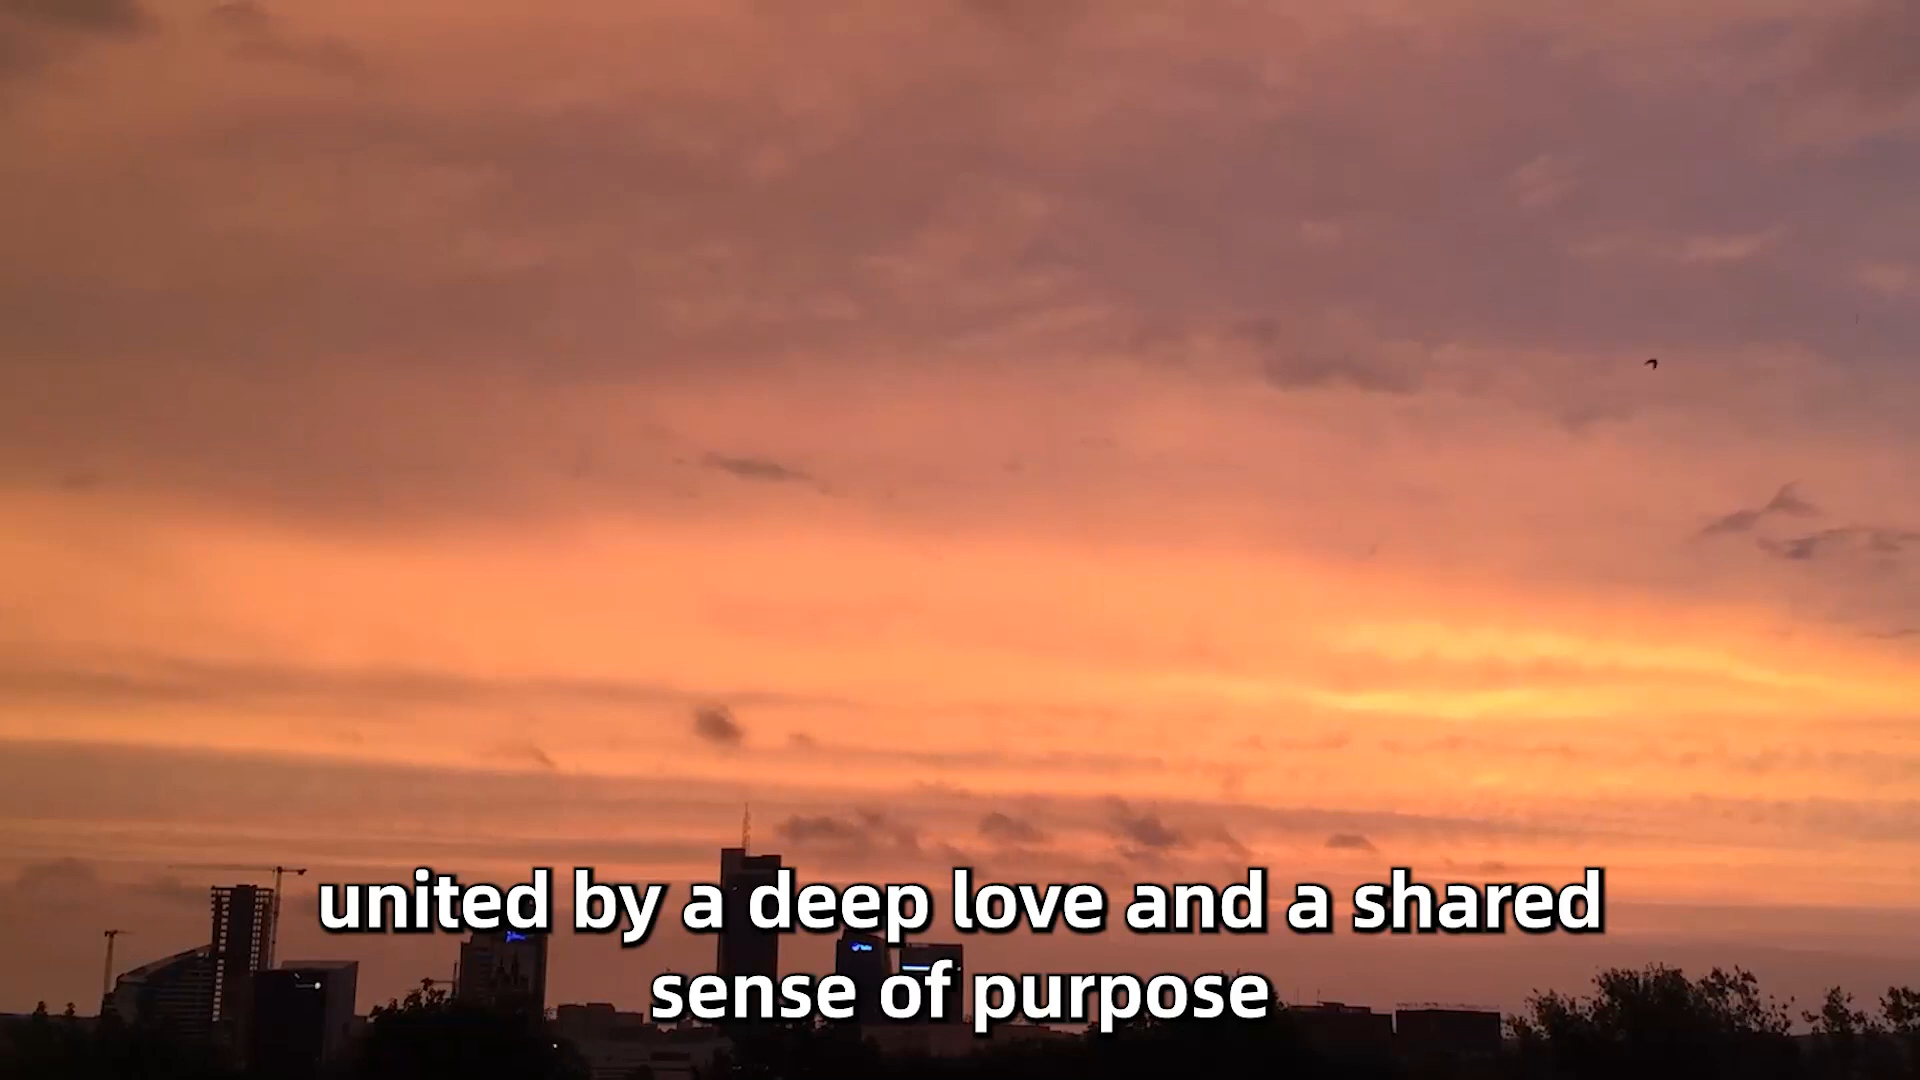 united by a deep love and a shared
sense of purpose